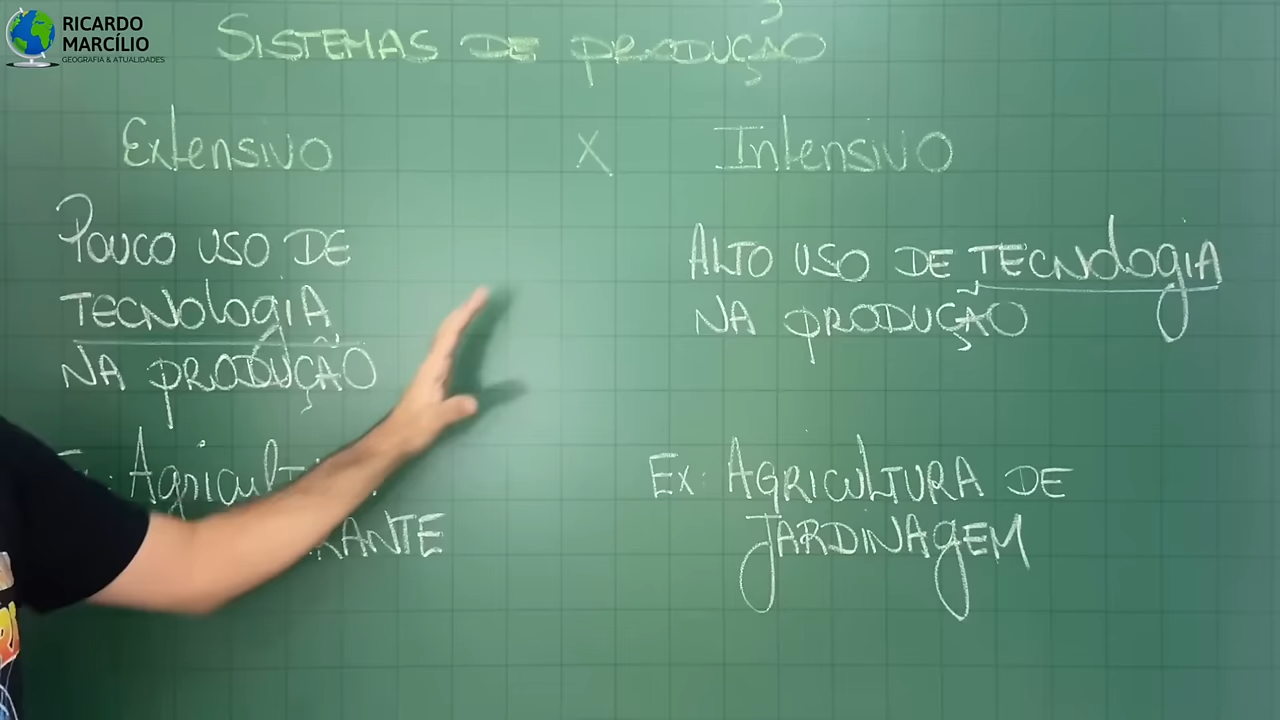 RICARDO
MARCÍLIO
GEOGRAFIA & ATUALIDADES
SISTEMAS DE PRODUÇÃO
Extensivo X Intensivo
POUCO USO DE
TECNOLOGIA
NA PRODUÇÃO
ALTO USO DE TECNOLOGIA
NA PRODUÇÃO
Ex: AGRICULTURA DE
JARDINAGEM